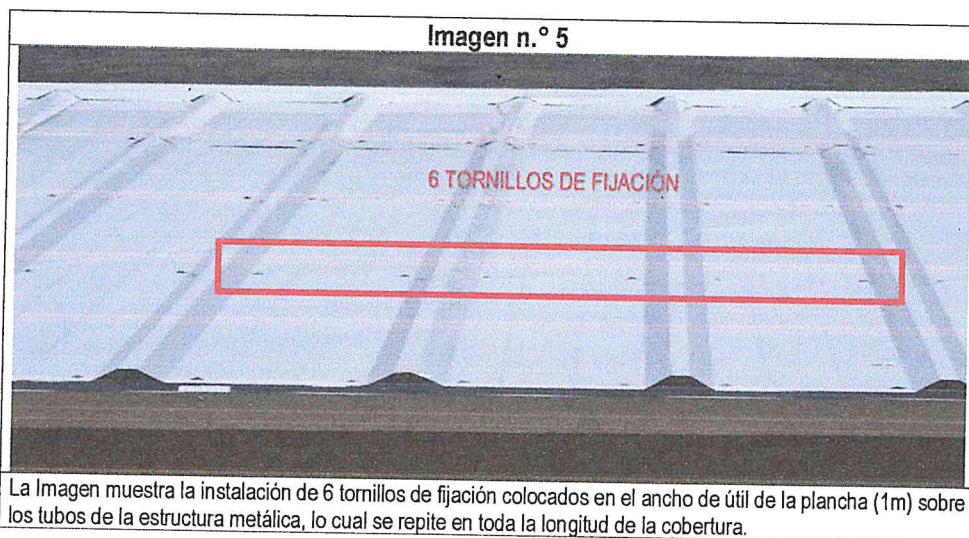 Imagen n.° 5
6 TORNILLOS DE FIJACIÓN
La Imagen muestra la instalación de 6 tornillos de fijación colocados en el ancho de útil de la plancha (1m) sobre
los tubos de la estructura metálica, lo cual se repite en toda la longitud de la cobertura.